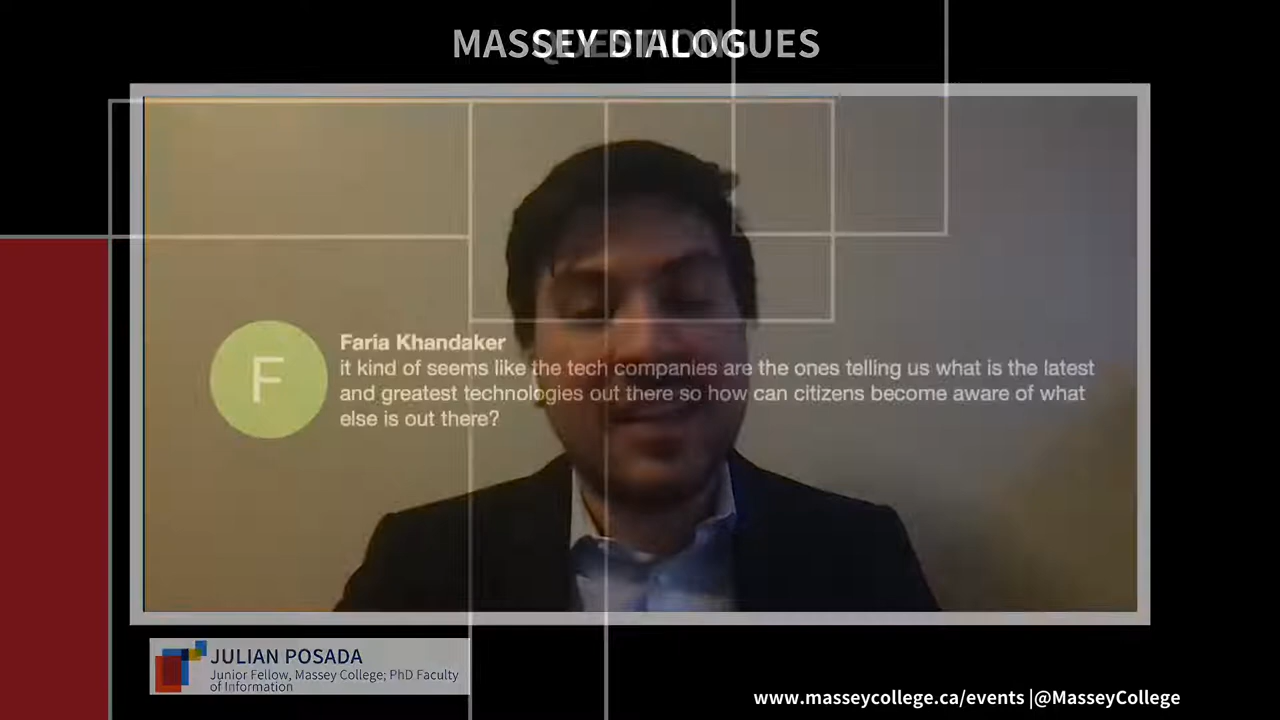 MASSEY DIALOGUES
F
Faria Khandaker
it kind of seems like the tech companies are the ones telling us what is the latest
and greatest technologies out there so how can citizens become aware of what
else is out there?
JULIAN POSADA
Junior Fellow, Massey College; PhD Faculty
of Information
www.masseycollege.ca/events |@MasseyCollege